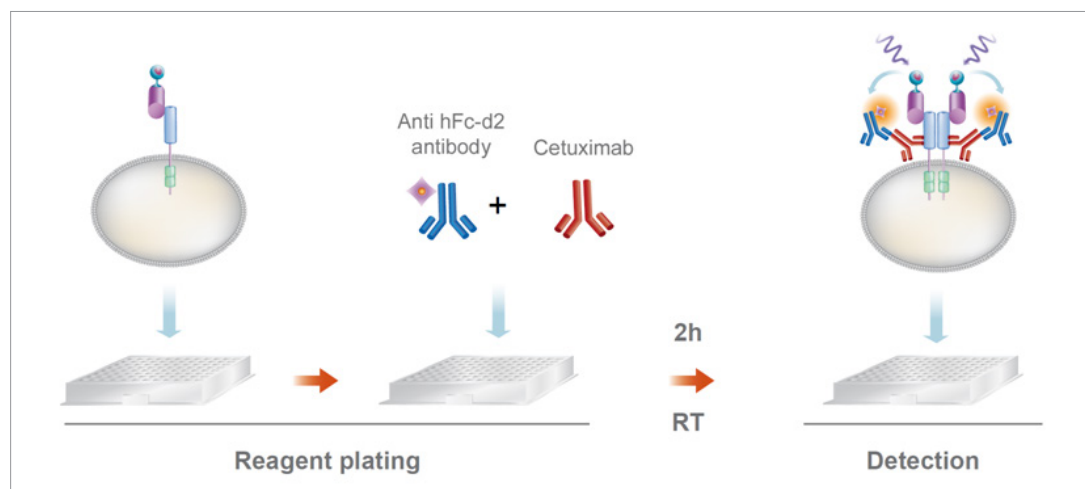 Anti hFc-d2
antibody
Cetuximab
+
2h
RT
Reagent plating
Detection